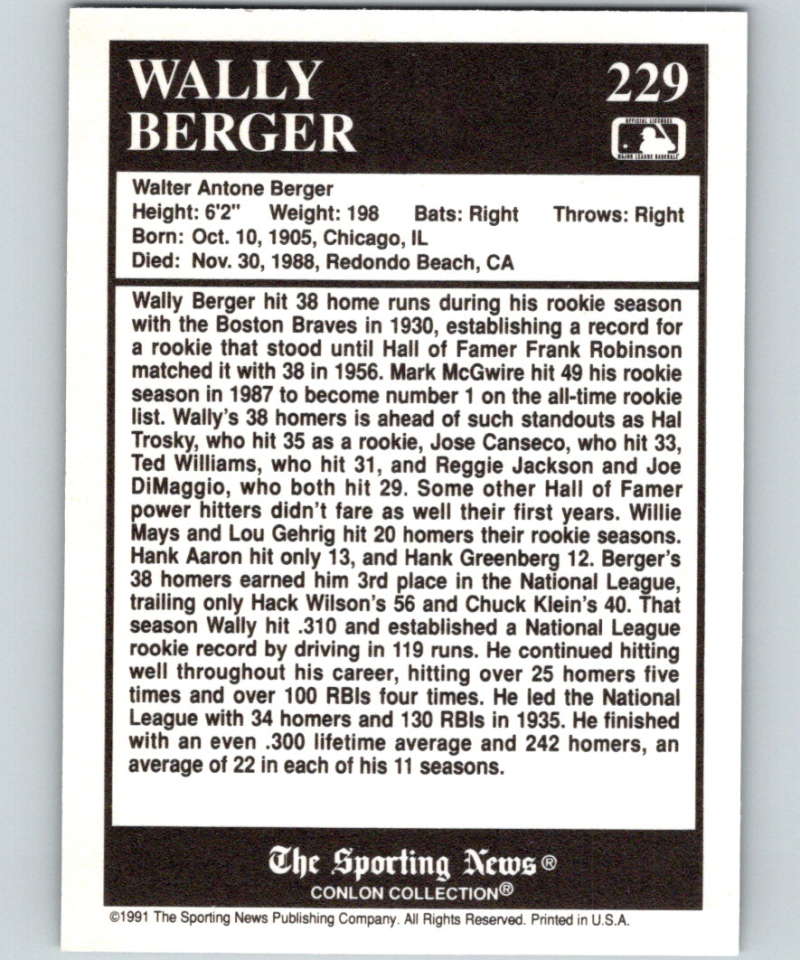 WALLY
BERGER
229
OFFICIAL LICENSEE
MAJOR LEAGUE BASEBALL
Walter Antone Berger
Height: 6'2" Weight: 198 Bats: Right Throws: Right
Born: Oct. 10, 1905, Chicago, IL
Died: Nov. 30, 1988, Redondo Beach, CA
Wally Berger hit 38 home runs during his rookie season
with the Boston Braves in 1930, establishing a record for
a rookie that stood until Hall of Famer Frank Robinson
matched it with 38 in 1956. Mark McGwire hit 49 his rookie
season in 1987 to become number 1 on the all-time rookie
list. Wally's 38 homers is ahead of such standouts as Hal
Trosky, who hit 35 as a rookie, Jose Canseco, who hit 33,
Ted Williams, who hit 31, and Reggie Jackson and Joe
DiMaggio, who both hit 29. Some other Hall of Famer
power hitters didn't fare as well their first years. Willie
Mays and Lou Gehrig hit 20 homers their rookie seasons.
Hank Aaron hit only 13, and Hank Greenberg 12. Berger's
38 homers earned him 3rd place in the National League,
trailing only Hack Wilson's 56 and Chuck Klein's 40. That
season Wally hit .310 and established a National League
rookie record by driving in 119 runs. He continued hitting
well throughout his career, hitting over 25 homers five
times and over 100 RBIs four times. He led the National
League with 34 homers and 130 RBIs in 1935. He finished
with an even .300 lifetime average and 242 homers, an
average of 22 in each of his 11 seasons.
The Sporting News®
CONLON COLLECTION®
©1991 The Sporting News Publishing Company. All Rights Reserved. Printed in U.S.A.